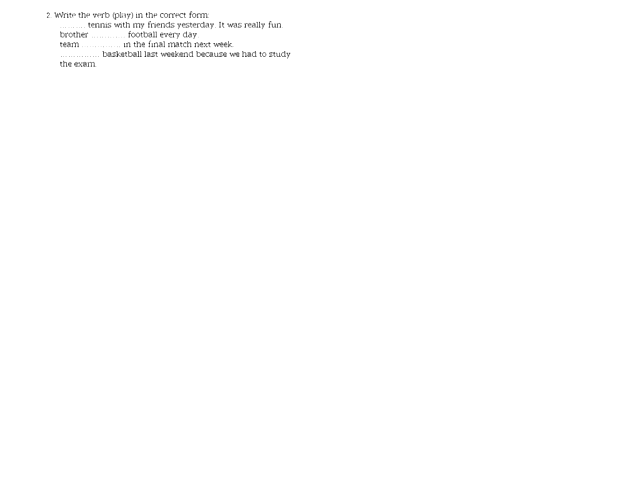 2. Write the verb (play) in the correct form:
.......... tennis with my friends yesterday. It was really fun.
brother ............. football every day.
team ............... in the final match next week.
............... basketball last weekend because we had to study
the exam.